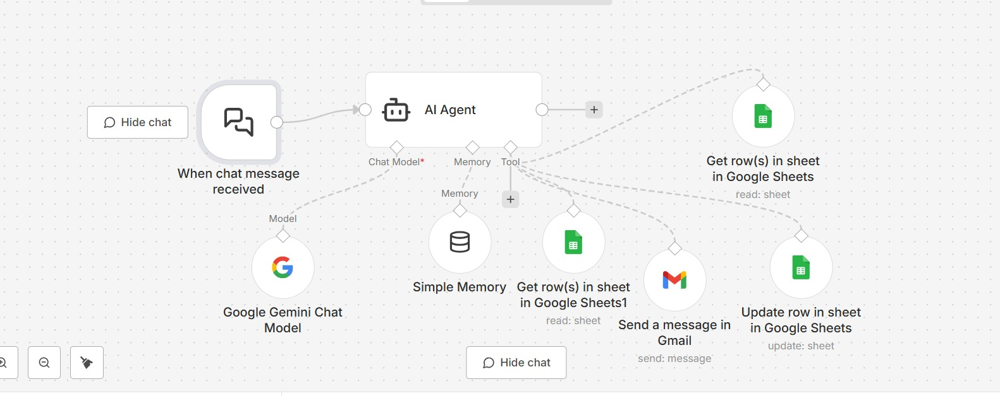 Hide chat
When chat message
received
AI Agent
Chat Model*
Memory
Tool
Get row(s) in sheet
in Google Sheets
read: sheet
Model
Google Gemini Chat
Model
Memory
Simple Memory
Get row(s) in sheet
in Google Sheets1
read: sheet
Send a message in
Gmail
send: message
Update row in sheet
in Google Sheets
update: sheet
Hide chat